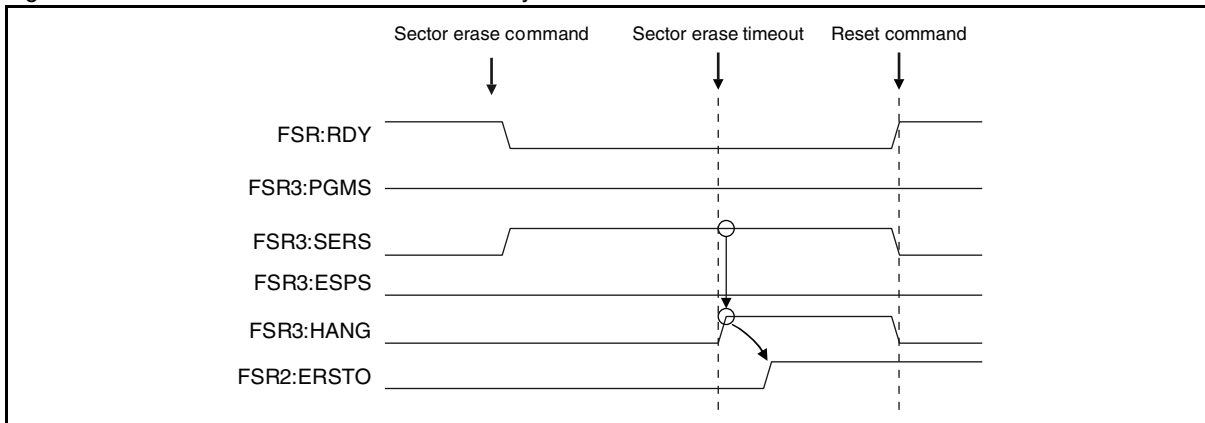 Sector erase command Sector erase timeout Reset command
FSR:RDY
FSR3:PGMS
FSR3:SERS
FSR3:ESPS
FSR3:HANG
FSR2:ERSTO